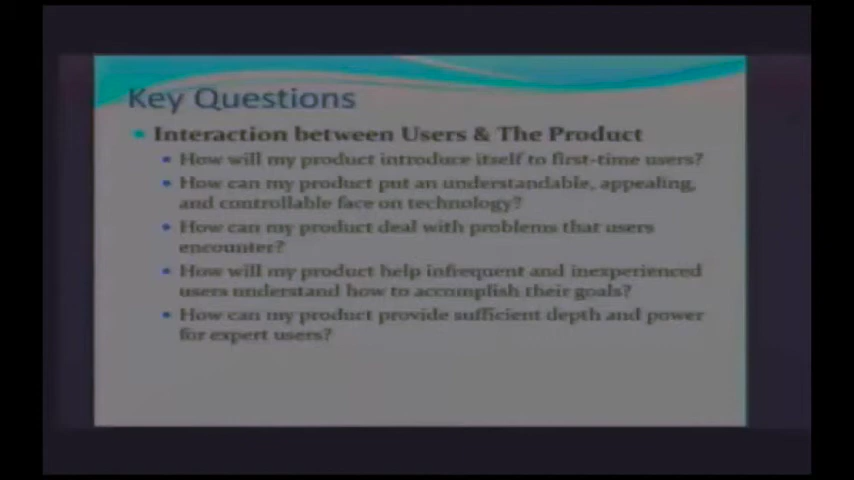 Key Questions
Interaction between Users & The Product
How will my product introduce itself to first-time users?
How can my product put an understandable, appealing,
and controllable face on technology?
How can my product deal with problems that users
encounter?
How will my product help infrequent and inexperienced
users understand how to accomplish their goals?
How can my product provide sufficient depth and power
for expert users?